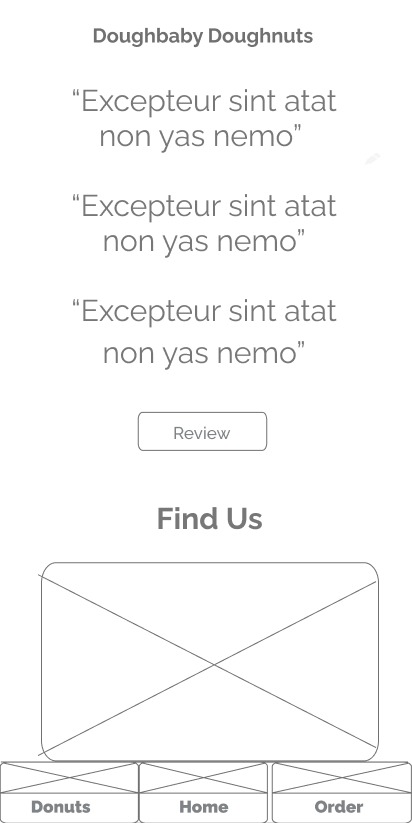 Doughbaby Doughnuts
“Excepteur sint atat
non yas nemo”
“Excepteur sint atat
non yas nemo”
“Excepteur sint atat
non yas nemo”
Review
Find Us
Donuts
Home
Order